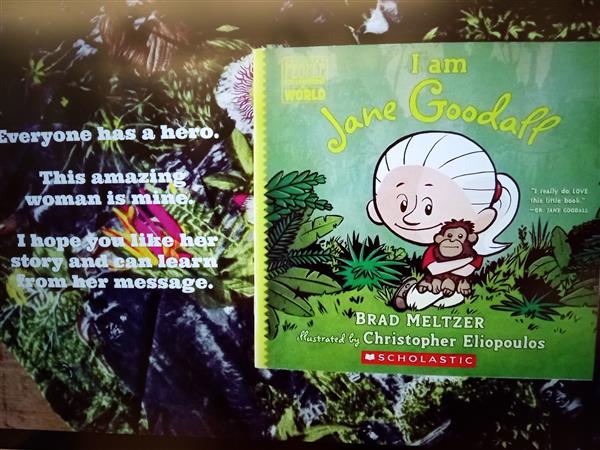 Everyone has a hero.
This amazing
woman is mine.
I hope you like her
story and can learn
from her message.
WORLD
I am
Jane Goodall
"I really do LOVE
this little book."
—DR. JANE GOODALL
BRAD MELTZER
illustrated by Christopher Eliopoulos
SCHOLASTIC